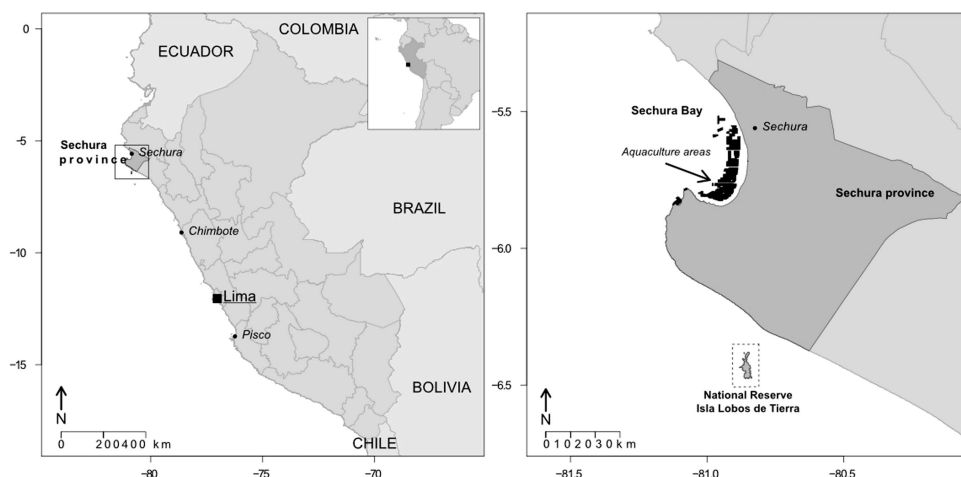 COLOMBIA
ECUADOR
Sechura
province
Sechura
BRAZIL
Chimbote
Lima
Pisco
BOLIVIA
CHILE
N
0 200400 km
0
−5
−10
−15
−80
−75
−70
Sechura Bay
Sechura
Aquaculture areas
Sechura province
National Reserve
Isla Lobos de Tierra
N
0 10 20 30 km
−5.5
−6.0
−6.5
−81.5
−81.0
−80.5